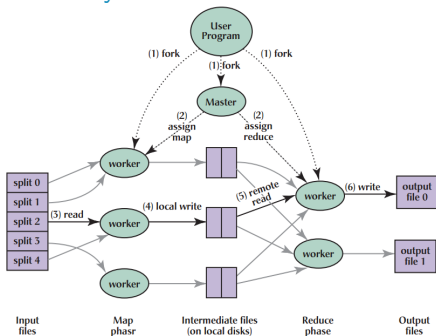 User
Program
(1) fork
(1) fork
(1) fork
Master
(2)
assign
map
(2)
assign
reduce
worker
split 0
split 1
split 2
split 3
split 4
(3) read
worker
(4) local write
(5) remote
read
worker
(6) write
output
file 0
worker
output
file 1
worker
Input
files
Map
phasr
Intermediate files
(on local disks)
Reduce
phase
Output
files